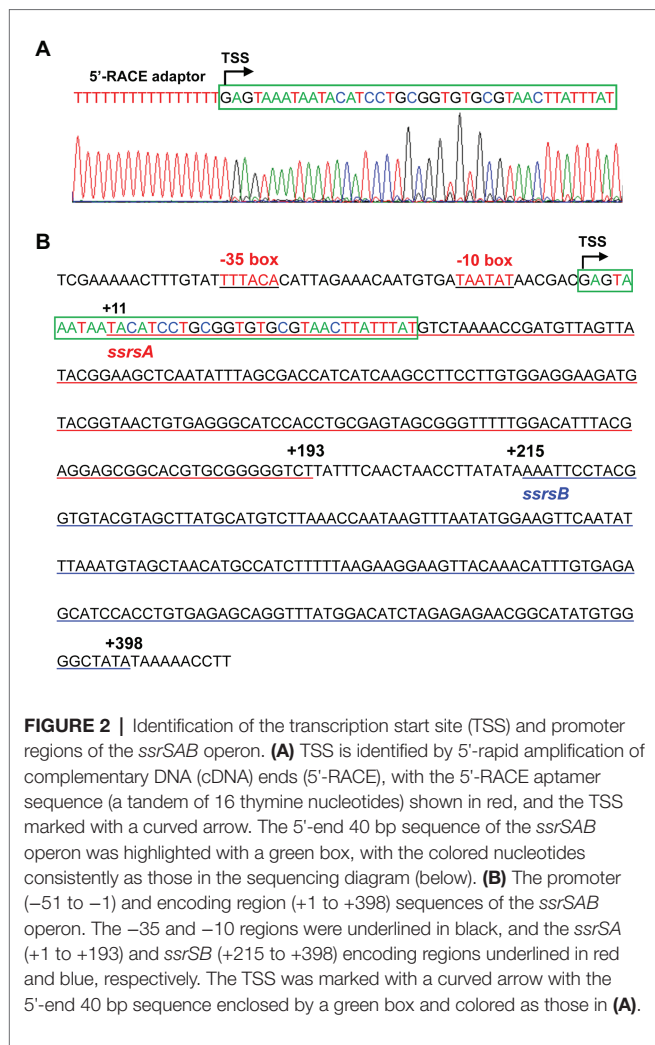 A
TSS
5'-RACE adaptor
TTTTTTTTTTTTTTTTGAGTAAATAATACATCCTGCGGTGTGCGTAACTTATTTAT
B
-35 box
-10 box
TSS
TCGAAAAACTTTGTATTTTACACATTAGAAACAATGTGATAATATAACGACGAGTA
+11
AATAATACATCCTGCGGTGTGCGTAACTTATTTATGTCTAAAACCGATGTTAGTTA
ssrsA
TACGGAAGCTCAATATTTAGCGACCATCATCAAGCCTTCCTTGTGGAGGAAGATG
TACGGTAACTGTGAGGGCATCCACCTGCGAGTAGCGGGTTTTTGGACATTTACG
+193
+215
AGGAGCGGCACGTGCGGGGGTCTTATTTCAACTAACCTTATATAAAATTCCTACG
ssrsB
GTGTACGTAGCTTATGCATGTCTTAAACCAATAAGTTTAATATGGAAGTTCAATAT
TTAAATGTAGCTAACATGCCATCTTTTTAAGAAGGAAGTTACAAACATTTGTGAGA
GCATCCACCTGTGAGAGCAGGTTTATGGACATCTAGAGAGAACGGCATATGTGG
+398
GGCTATATAAAAACCTT
FIGURE 2 | Identification of the transcription start site (TSS) and promoter
regions of the ssrSAB operon. (A) TSS is identified by 5'-rapid amplification of
complementary DNA (cDNA) ends (5'-RACE), with the 5'-RACE aptamer
sequence (a tandem of 16 thymine nucleotides) shown in red, and the TSS
marked with a curved arrow. The 5'-end 40 bp sequence of the ssrSAB
operon was highlighted with a green box, with the colored nucleotides
consistently as those in the sequencing diagram (below). (B) The promoter
(−51 to −1) and encoding region (+1 to +398) sequences of the ssrSAB
operon. The −35 and −10 regions were underlined in black, and the ssrSA
(+1 to +193) and ssrSB (+215 to +398) encoding regions underlined in red
and blue, respectively. The TSS was marked with a curved arrow with the
5'-end 40 bp sequence enclosed by a green box and colored as those in (A).